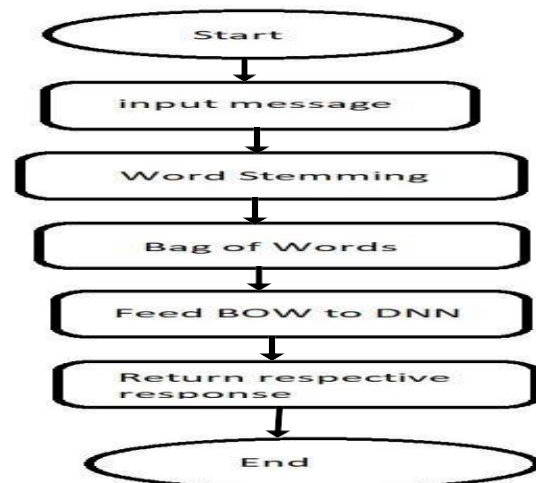 Start
input message
Word Stemming
Bag of Words
Feed BOW to DNN
Return respective
response
End